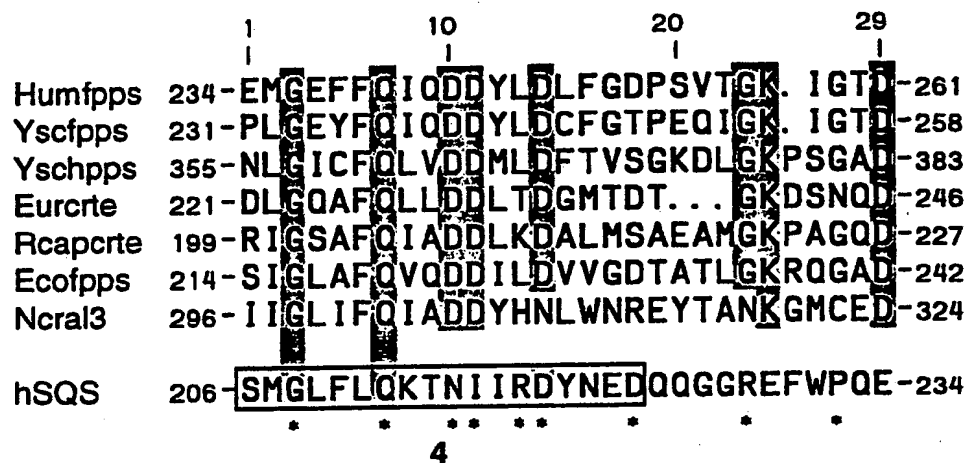 1 10 20 29
Humfpps 234-EMGEFFQIQDDYLDLFGDPSVTGK.IGTD-261
Yscfpps 231-PLGEYFQIQDDYLDCFGTPEQIGK.IGTD-258
Yschpps 355-NLGICFQLVDDMLDFTVSGKDLGKPSGAD-383
Eurcrte 221-DLGQAFQLLDDLTDGMTDT...GKDSNQD-246
Rcapcrte 199-RIGSAFQIADDLKDALMSAEAMGKPAGQD-227
Ecofpps 214-SIGLAFQVQDDILDVVGDTATLGKRQGAD-242
Ncral3 296-IIGLIFQIADDYHNLWNREYTANKGMCED-324
hSQS 206-SMGLFLQKTNIIRDYNEDQQGGREFWPQE-234
* * * * * * * * *
4